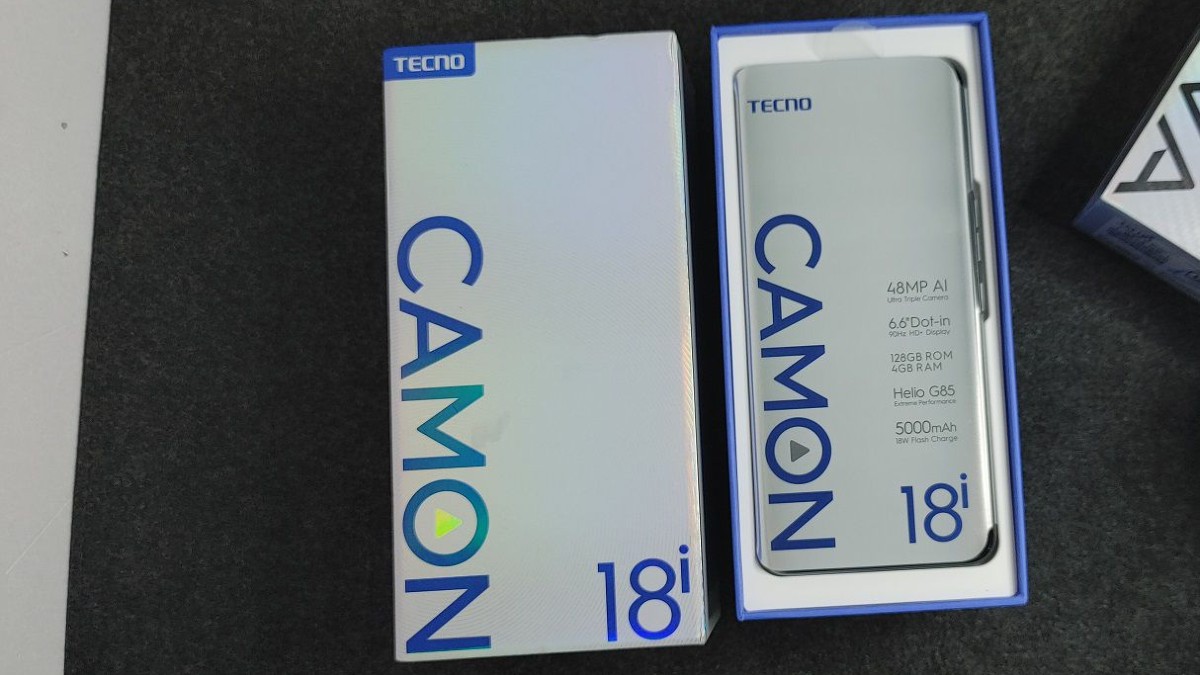 TECNO
CAMON
18i
TECNO
CAMON
48MP AI
Ultra Triple Camera
6.6"Dot-in
90Hz HD+ Display
128GB ROM
4GB RAM
Helio G85
Extreme Performance
5000mAh
18W Flash Charge
18i